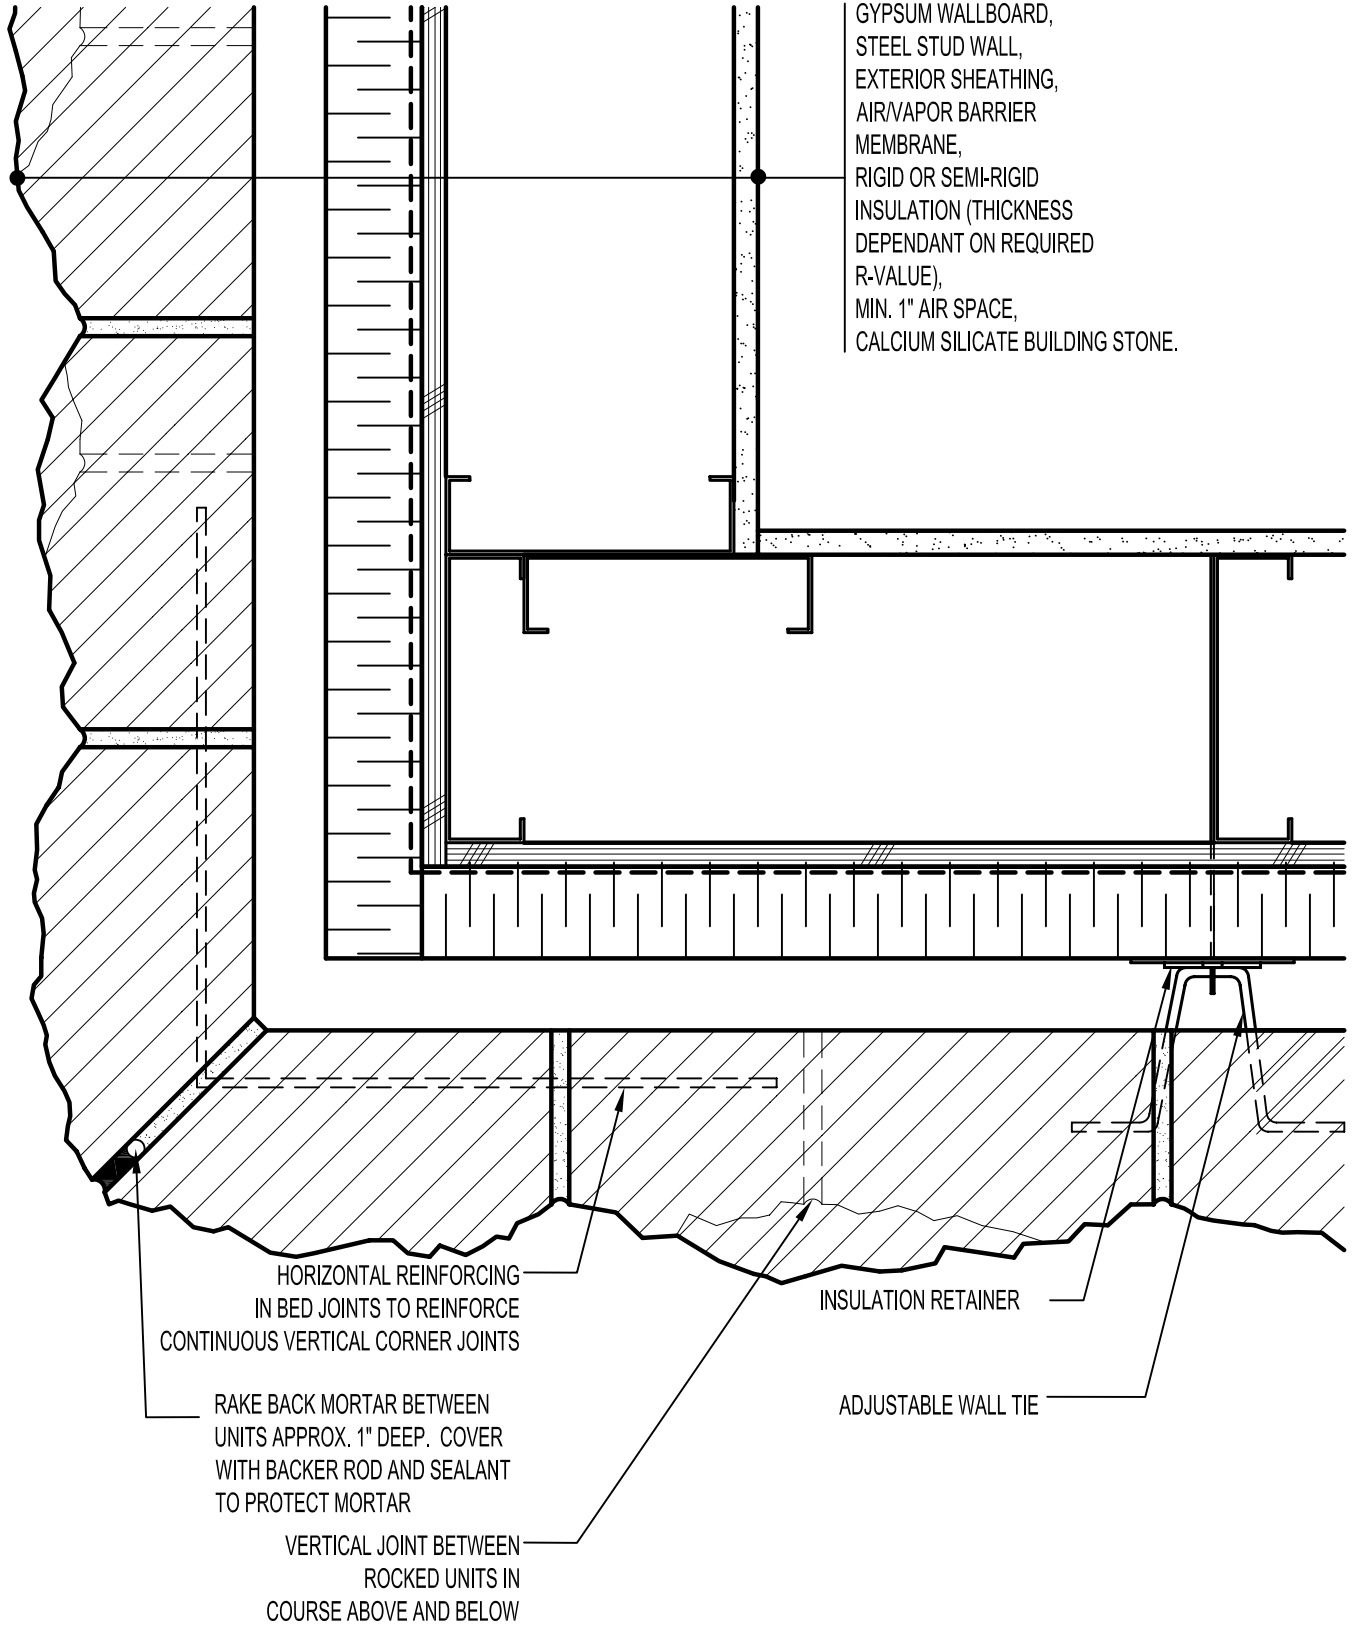 GYPSUM WALLBOARD,
STEEL STUD WALL,
EXTERIOR SHEATHING,
AIR/VAPOR BARRIER
MEMBRANE,
RIGID OR SEMI-RIGID
INSULATION (THICKNESS
DEPENDANT ON REQUIRED
R-VALUE),
MIN. 1" AIR SPACE,
CALCIUM SILICATE BUILDING STONE.
HORIZONTAL REINFORCING
IN BED JOINTS TO REINFORCE
CONTINUOUS VERTICAL CORNER JOINTS
INSULATION RETAINER
RAKE BACK MORTAR BETWEEN
UNITS APPROX. 1" DEEP. COVER
WITH BACKER ROD AND SEALANT
TO PROTECT MORTAR
ADJUSTABLE WALL TIE
VERTICAL JOINT BETWEEN
ROCKED UNITS IN
COURSE ABOVE AND BELOW